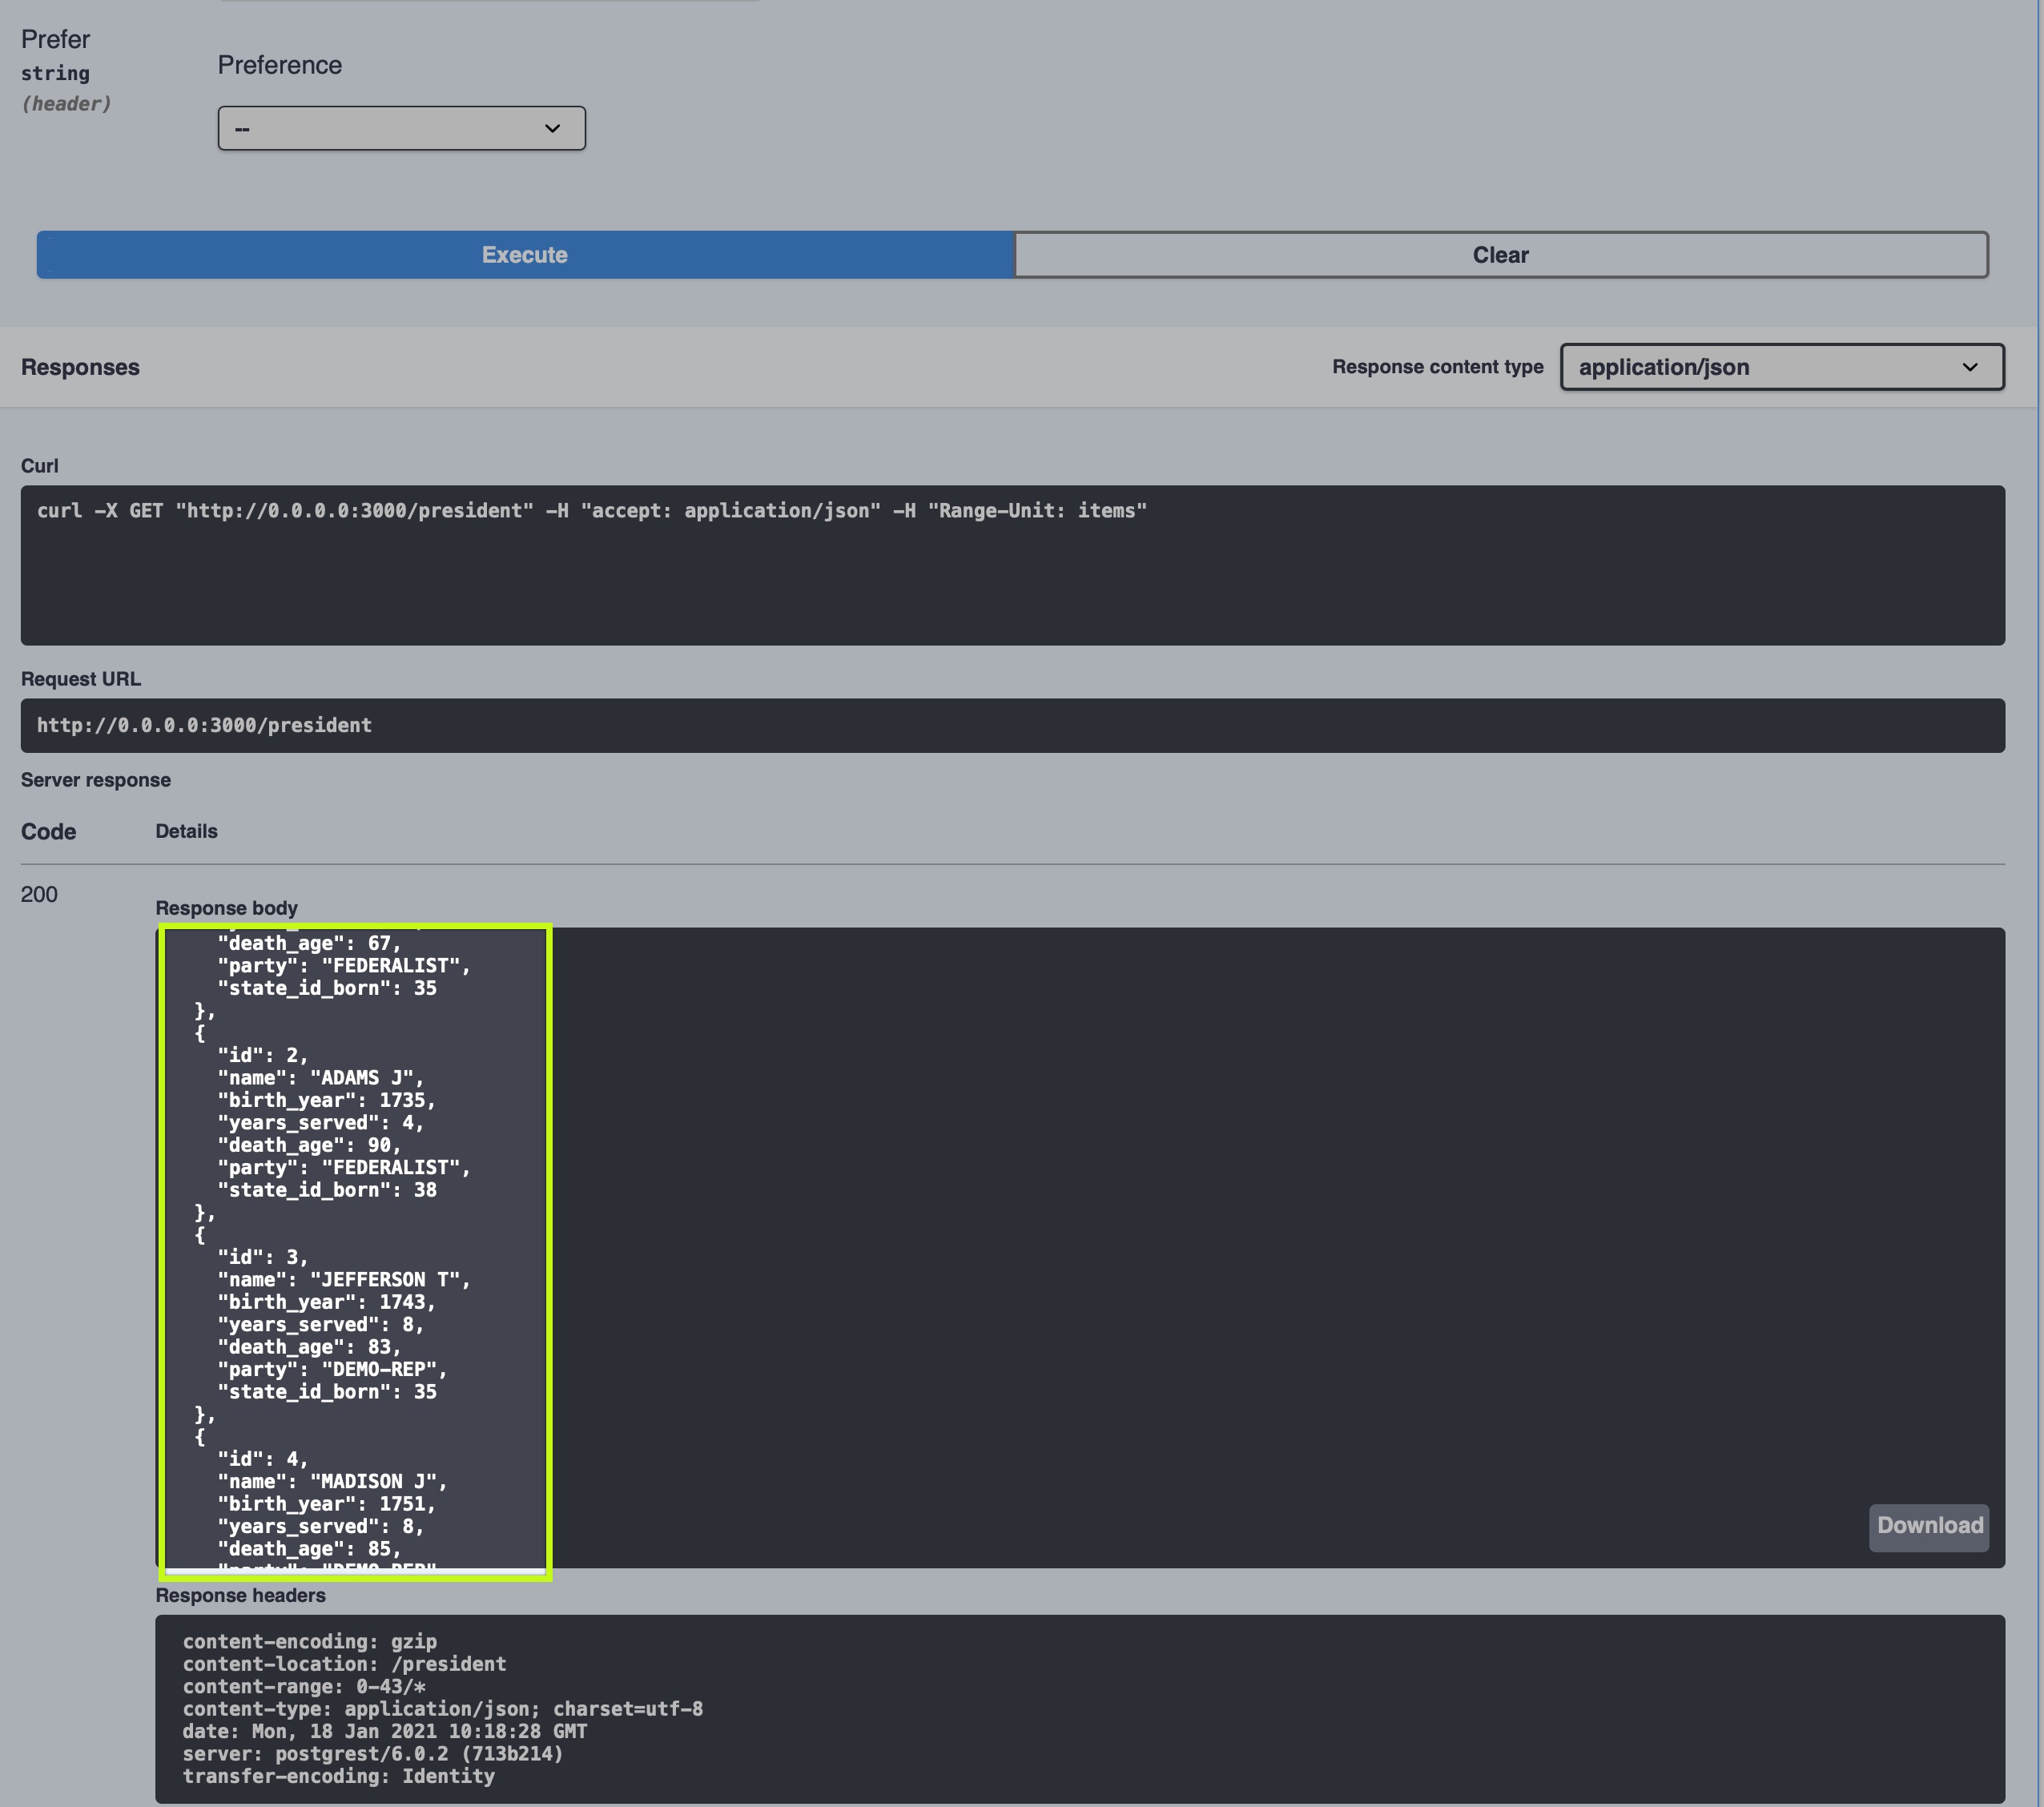 Prefer
string
(header)
Preference
--
Execute
Clear
Responses
Response content type
application/json
Curl
curl -X GET "http://0.0.0.0:3000/president" -H "accept: application/json" -H "Range-Unit: items"
Request URL
http://0.0.0.0:3000/president
Server response
Code
Details
200
Response body
"death_age": 67,
"party": "FEDERALIST",
"state_id_born": 35
},
{
"id": 2,
"name": "ADAMS J",
"birth_year": 1735,
"years_served": 4,
"death_age": 90,
"party": "FEDERALIST",
"state_id_born": 38
},
{
"id": 3,
"name": "JEFFERSON T",
"birth_year": 1743,
"years_served": 8,
"death_age": 83,
"party": "DEMO-REP",
"state_id_born": 35
},
{
"id": 4,
"name": "MADISON J",
"birth_year": 1751,
"years_served": 8,
"death_age": 85,
"party": "DEMO-REP"
Download
Response headers
content-encoding: gzip
content-location: /president
content-range: 0-43/*
content-type: application/json; charset=utf-8
date: Mon, 18 Jan 2021 10:18:28 GMT
server: postgrest/6.0.2 (713b214)
transfer-encoding: Identity